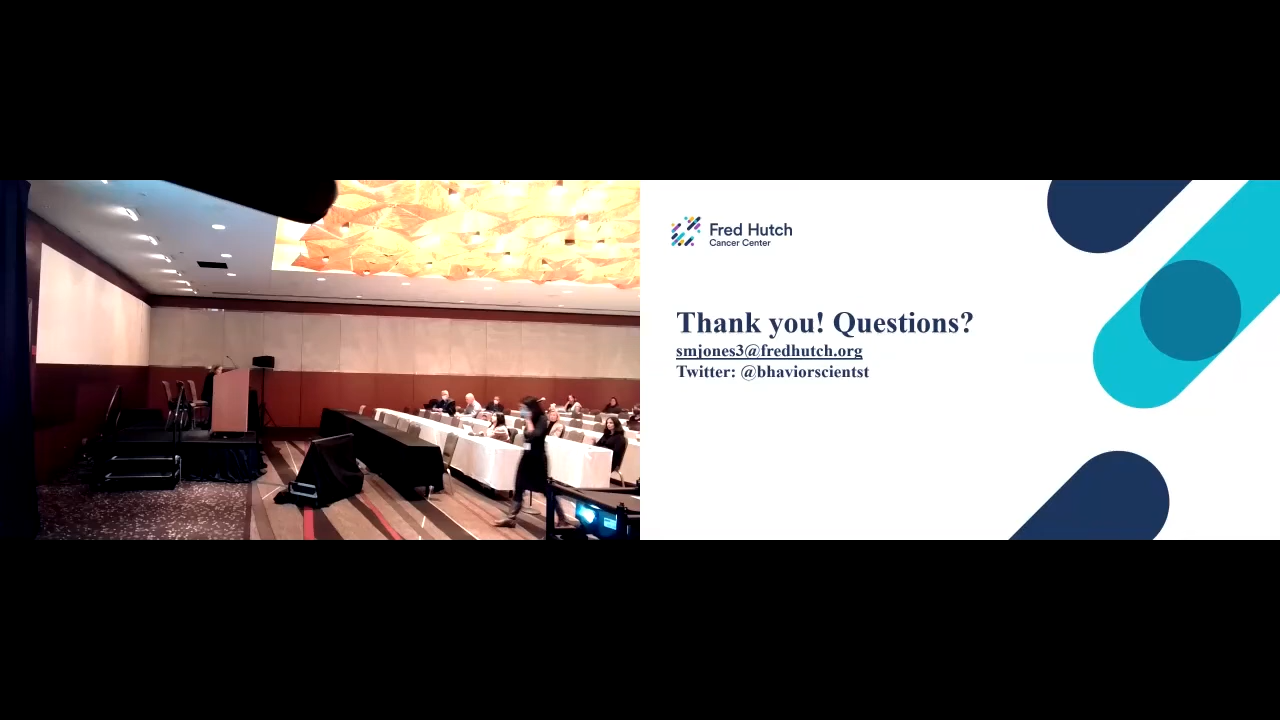 Fred Hutch
Cancer Center
Thank you! Questions?
smjones3@fredhutch.org
Twitter: @bhaviorscientst